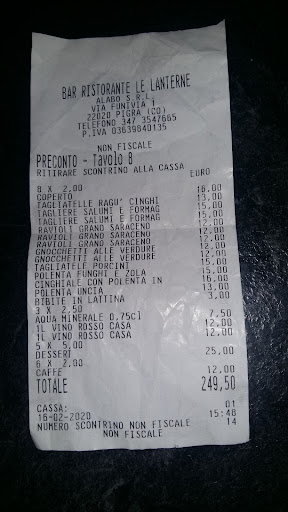 BAR RISTORANTE LE LANTERNE
ALABO S.R.L.
VIA FUNIVIA 1
22020 PIGRA (CO)
TELEFONO 347 3547665
P.IVA 03639840135
NON FISCALE
PRECONTO - Tavolo 8
RITIRARE SCONTRINO ALLA CASSA
EURO
8 X 2,00
COPERTO 16,00
TAGLIATELLE RAGU' CINGHI 13,00
TAGLIERE SALUMI E FORMAG 15,00
TAGLIERE SALUMI E FORMAG 15,00
RAVIOLI GRANO SARACENO 12,00
RAVIOLI GRANO SARACENO 12,00
RAVIOLI GRANO SARACENO 12,00
GNOCCHETTI ALLE VERDURE 12,00
GNOCCHETTI ALLE VERDURE 12,00
TAGLIATELLE PORCINI
POLENTA FUNGHI E ZOLA 15,00
CINGHIALE CON POLENTA IN 16,00
POLENTA UNCIA 13,00
BIBITE IN LATTINA 3,00
3 X 2,50
AQUA MINERALE 0,75Cl 7,50
1L VINO ROSSO CASA 12,00
1L VINO ROSSO CASA 12,00
5 X 5,00
DESSERT 25,00
6 X 2,00
CAFFE 12,00
TOTALE 249,50
CASSA: 01
16-02-2020 15:48
NUMERO SCONTRINO NON FISCALE 14
NON FISCALE